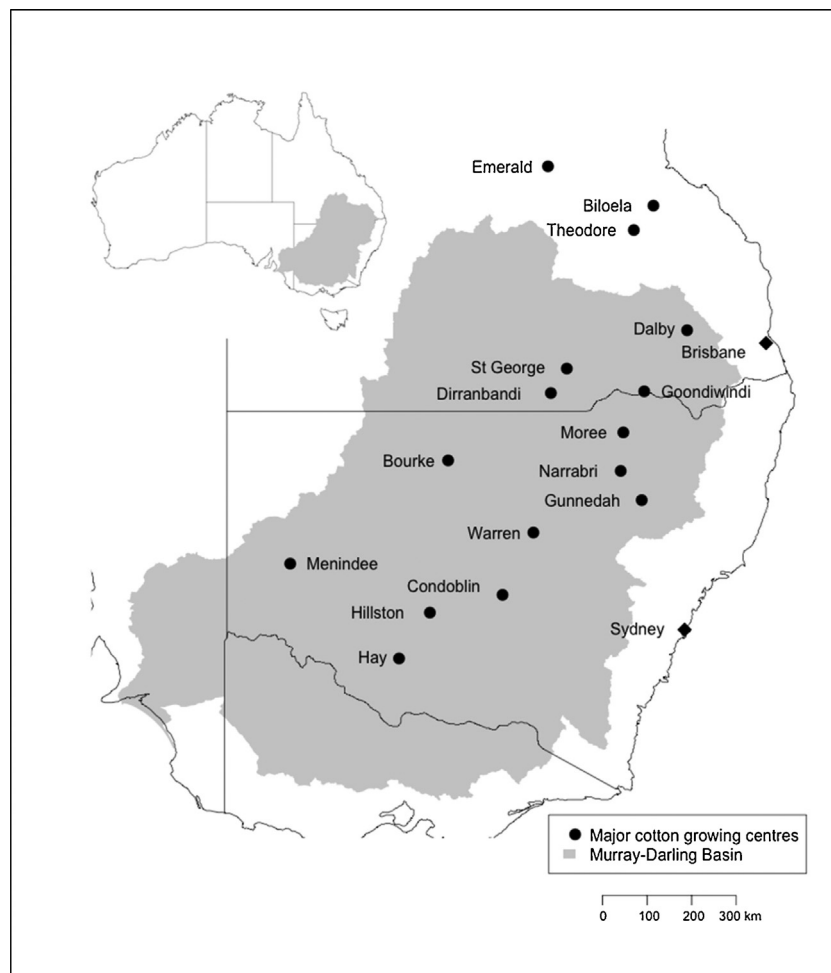 Emerald
Biloela
Theodore
Dalby
Brisbane
St George
Dirranbandi
Goondiwindi
Moree
Bourke
Narrabri
Gunnedah
Warren
Menindee
Condoblin
Hillston
Sydney
Hay
Major cotton growing centres
Murray-Darling Basin
0 100 200 300 km